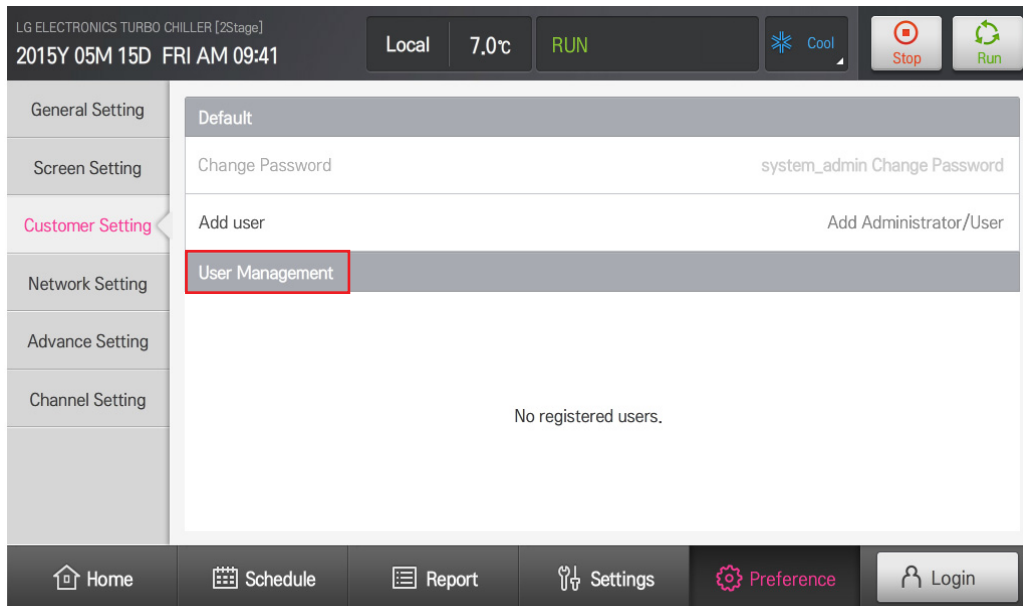 LG ELECTRONICS TURBO CHILLER [2Stage]
2015Y 05M 15D FRI AM 09:41
Local
7.0℃
RUN
Cool
Stop
Run
General Setting
Screen Setting
Customer Setting
Network Setting
Advance Setting
Channel Setting
Default
Change Password
system_admin Change Password
Add user
Add Administrator/User
User Management
No registered users.
Home
Schedule
Report
Settings
Preference
Login